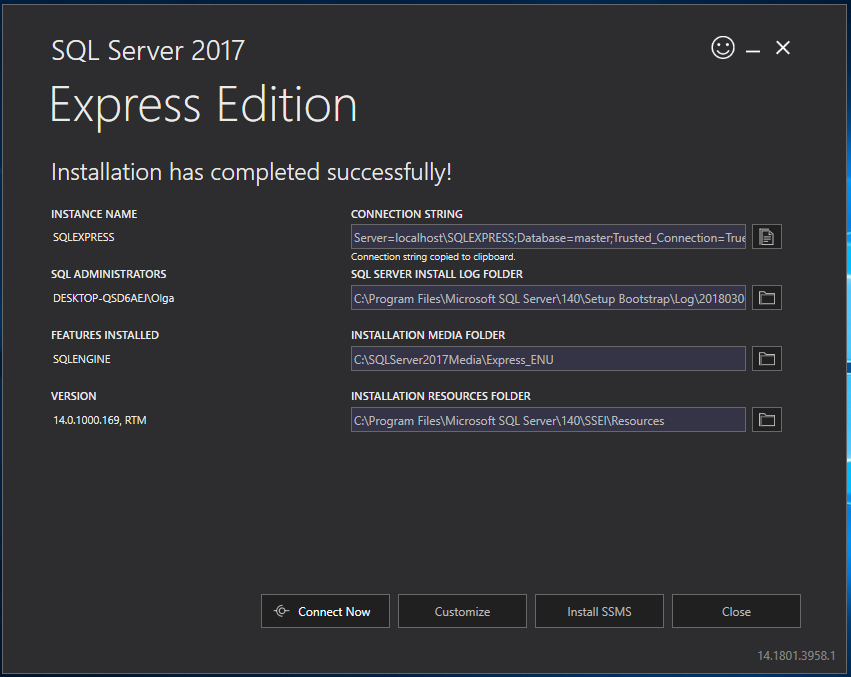 SQL Server 2017
Express Edition
Installation has completed successfully!
INSTANCE NAME
SQLEXPRESS
CONNECTION STRING
Server=localhost\SQLEXPRESS;Database=master;Trusted_Connection=True
Connection string copied to clipboard.
SQL ADMINISTRATORS
DESKTOP-QSD6AEJ\Olga
SQL SERVER INSTALL LOG FOLDER
C:\Program Files\Microsoft SQL Server\140\Setup Bootstrap\Log\2018030
FEATURES INSTALLED
SQLENGINE
INSTALLATION MEDIA FOLDER
C:\SQLServer2017Media\Express_ENU
VERSION
14.0.1000.169, RTM
INSTALLATION RESOURCES FOLDER
C:\Program Files\Microsoft SQL Server\140\SSEI\Resources
Connect Now
Customize
Install SSMS
Close
14.1801.3958.1